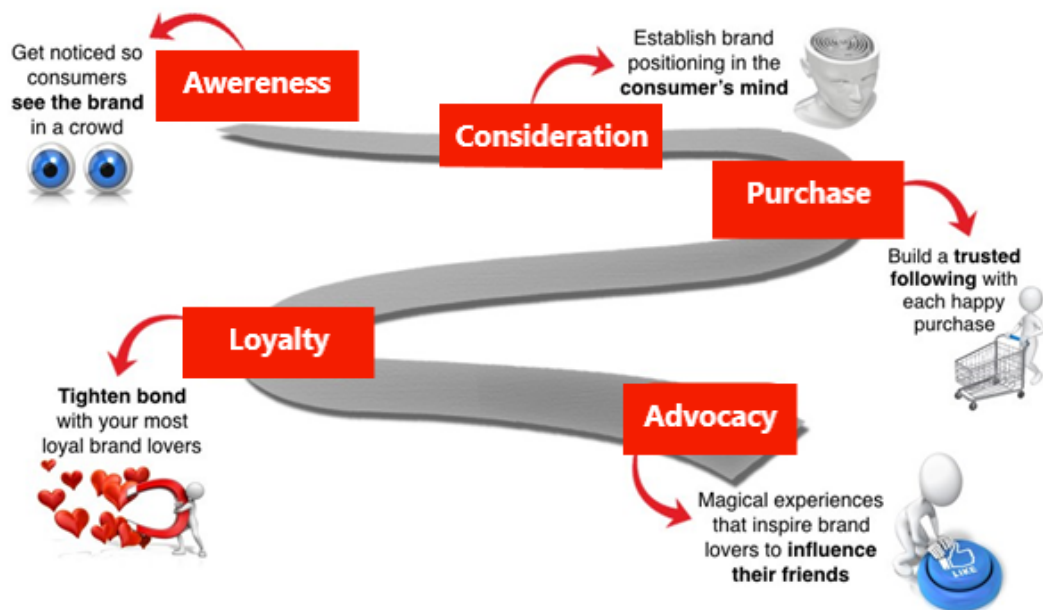 Awereness
Get noticed so
consumers
see the brand
in a crowd
Consideration
Establish brand
positioning in the
consumer's mind
Purchase
Build a trusted
following with
each happy
purchase
Loyalty
Tighten bond
with your most
loyal brand lovers
Advocacy
Magical experiences
that inspire brand
lovers to influence
their friends
LIKE